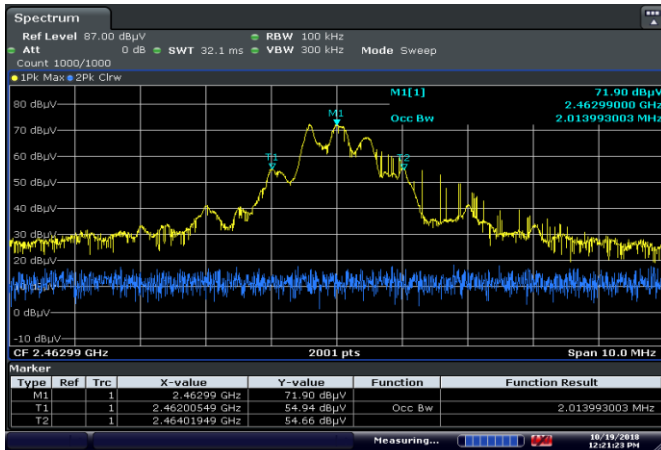 Spectrum
Ref Level 87.00 dBµV RBW 100 kHz
Att 0 dB SWT 32.1 ms VBW 300 kHz Mode Sweep
Count 1000/1000
1Pk Max 2Pk Clrw
M1[1] 71.90 dBµV
2.46299000 GHz
Occ Bw 2.013993003 MHz
80 dBµV
M1
70 dBµV
60 dBµV
T1 T2
50 dBµV
40 dBµV
30 dBµV
20 dBµV
10 dBµV
0 dBµV
-10 dBµV
CF 2.46299 GHz 2001 pts Span 10.0 MHz
Marker
Type Ref Trc X-value Y-value Function Function Result
M1 1 2.46299 GHz 71.90 dBµV
T1 1 2.46200549 GHz 54.94 dBµV Occ Bw 2.013993003 MHz
T2 1 2.46401949 GHz 54.66 dBµV
Measuring... 10/19/2018
12:21:23 PM